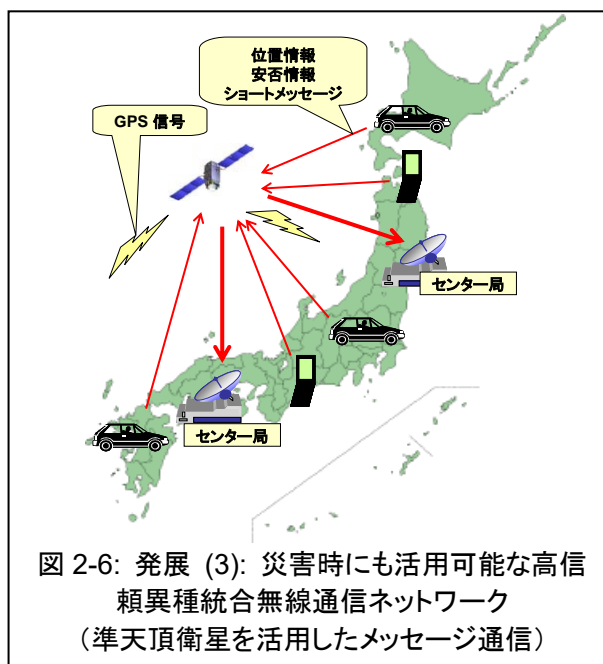 位置情報
安否情報
ショートメッセージ
GPS 信号
センター局
センター局
図 2-6: 発展 (3): 災害時にも活用可能な高信
頼異種統合無線通信ネットワーク
（準天頂衛星を活用したメッセージ通信）